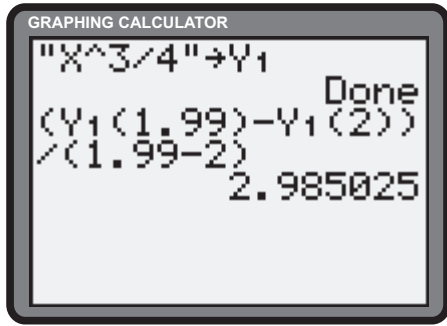 GRAPHING CALCULATOR
"X^3/4"→Y₁
Done
(Y₁(1.99)-Y₁(2))
/(1.99-2)
2.985025